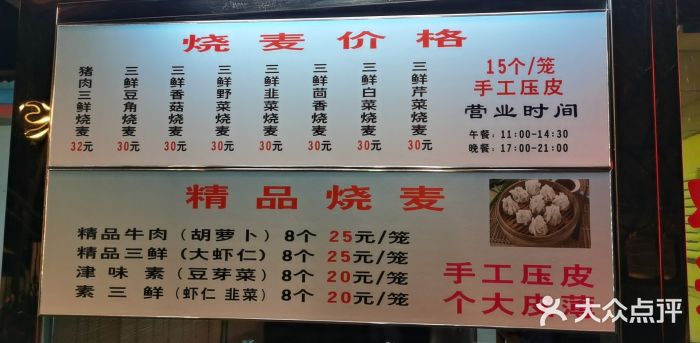 烧麦价格
猪肉三鲜烧麦 32元
三鲜豆角烧麦 30元
三鲜香菇烧麦 30元
三鲜野菜烧麦 30元
三鲜韭菜烧麦 30元
三鲜茴香烧麦 30元
三鲜白菜烧麦 30元
三鲜芹菜烧麦 30元
15个/笼
手工压皮
营业时间
午餐：11:00-14:30
晚餐：17:00-21:00
精品烧麦
精品牛肉（胡萝卜）8个 25元/笼
精品三鲜（大虾仁）8个 25元/笼
津味素（豆芽菜）8个 20元/笼
素三鲜（虾仁 韭菜）8个 20元/笼
手工压皮
个大皮薄
大众点评